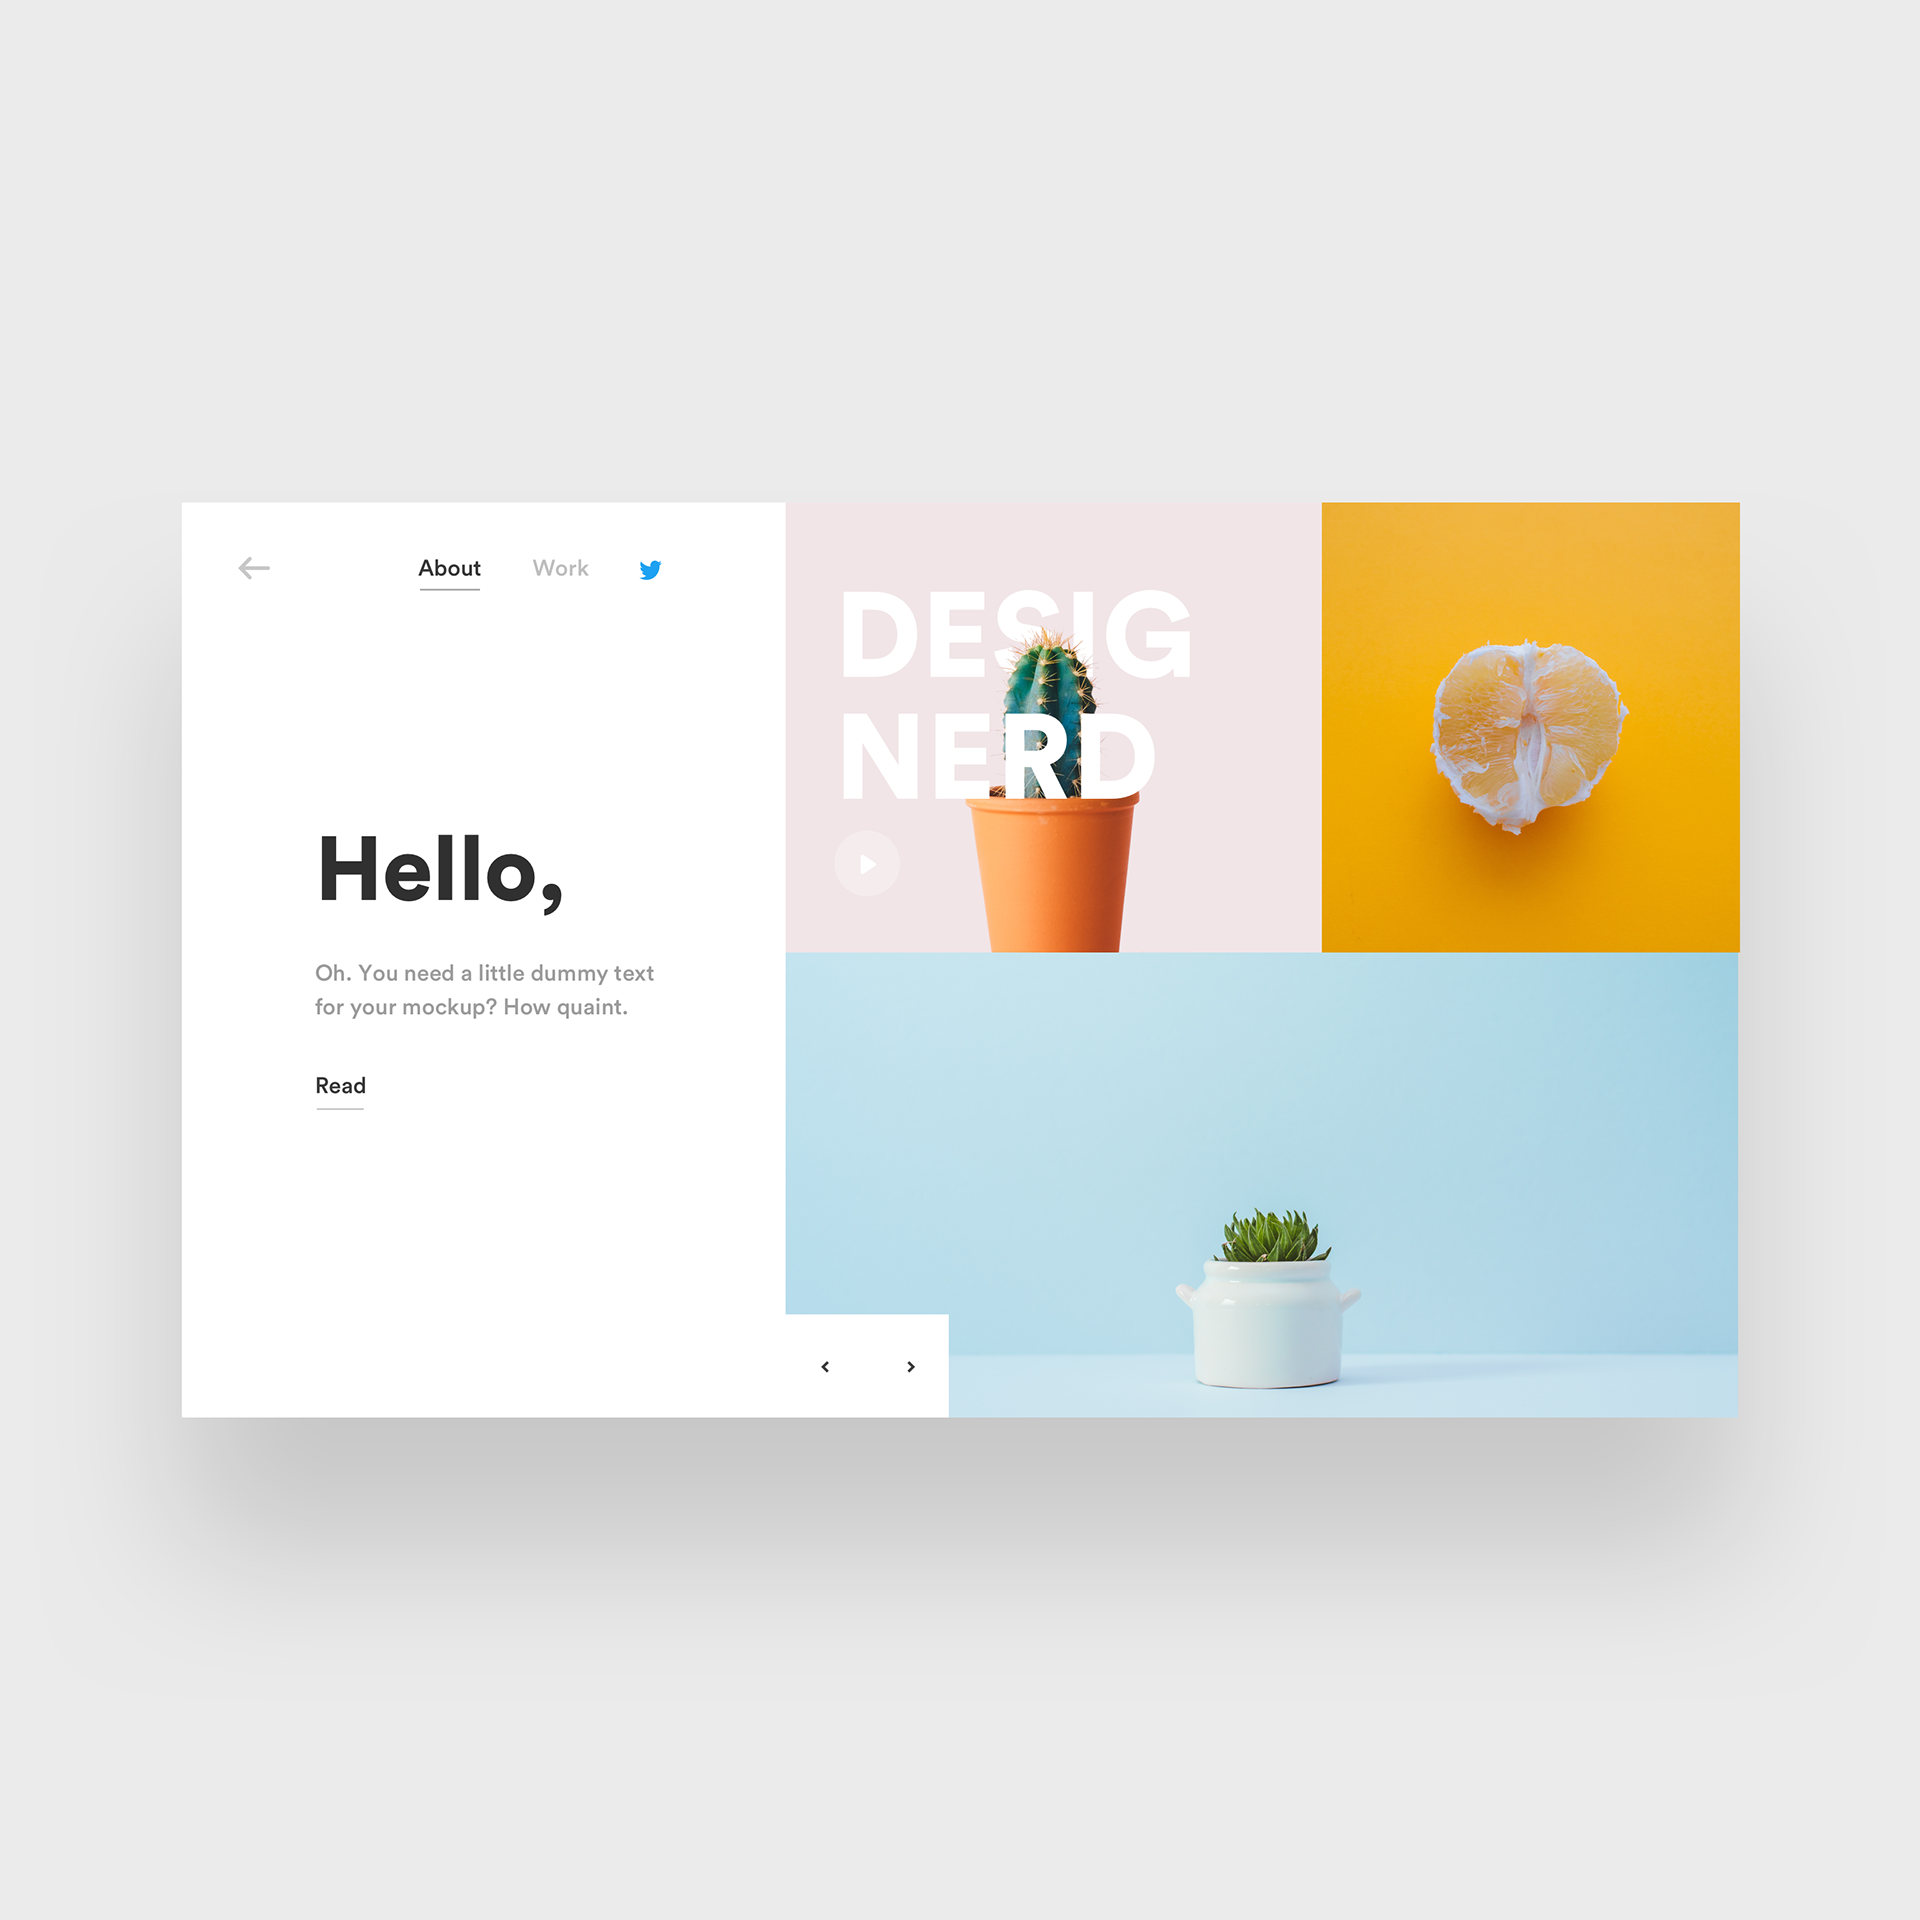 About Work
DESIG
NERD
Hello,
Oh. You need a little dummy text
for your mockup? How quaint.
Read